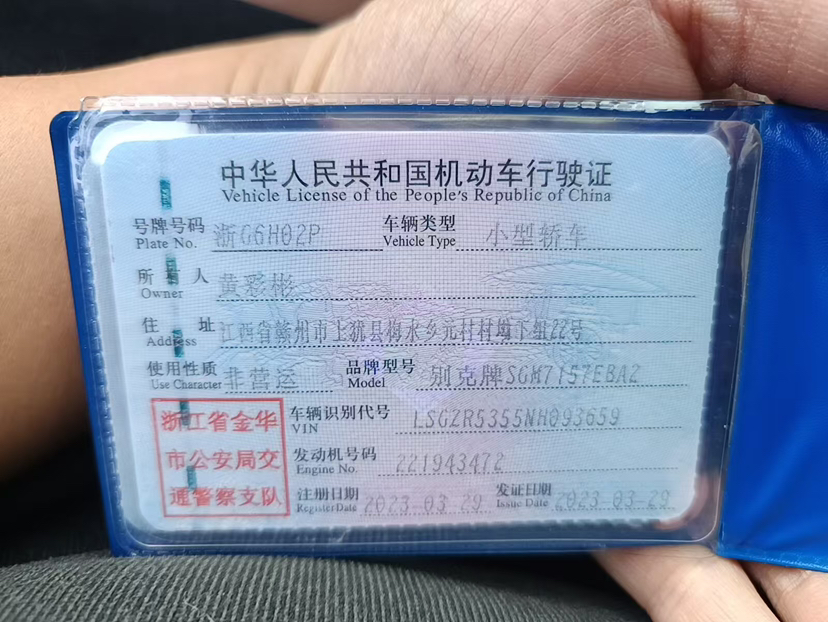 中华人民共和国机动车行驶证
Vehicle License of the People's Republic of China
号牌号码 浙G6H02P 车辆类型 小型轿车
Plate No. Vehicle Type
所有人 黄彩彬
Owner
住址 江西省赣州市上犹县梅水乡元村村坳下组22号
Address
使用性质 非营运 品牌型号 别克牌SGM7157EBA2
Use Character Model
浙江省金华 车辆识别代号 LSGZR5355NH093659
VIN
市公安局交 发动机号码 221943472
Engine No.
通警察支队 注册日期 2023-03-29 发证日期 2023-03-29
Register Date Issue Date